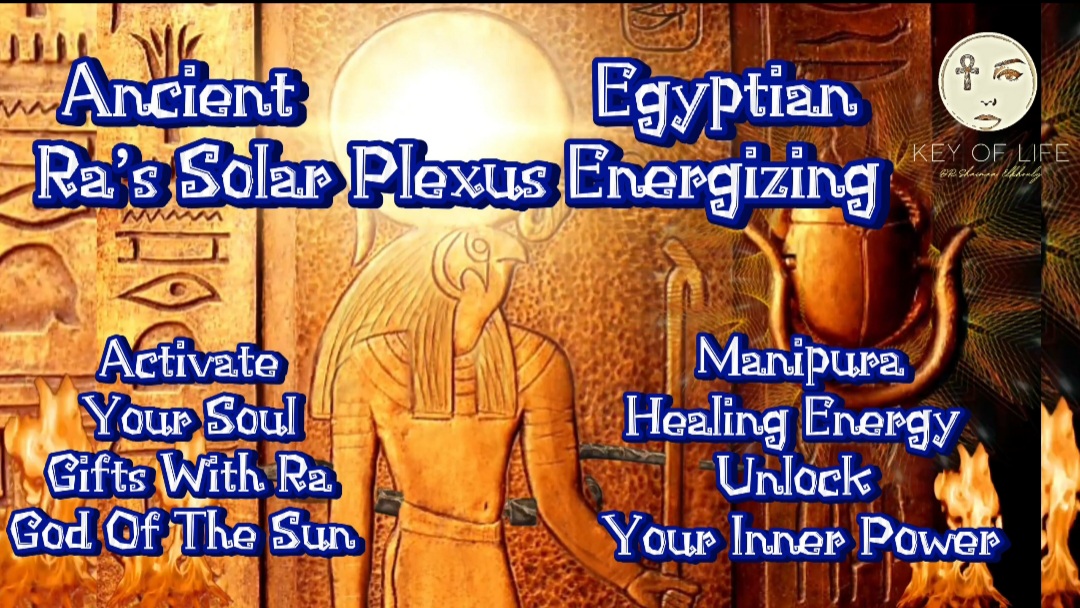 Ancient Egyptian
Ra's Solar Plexus Energizing
KEY OF LIFE
Activate
Your Soul
Gifts With Ra
God Of The Sun
Manipura
Healing Energy
Unlock
Your Inner Power